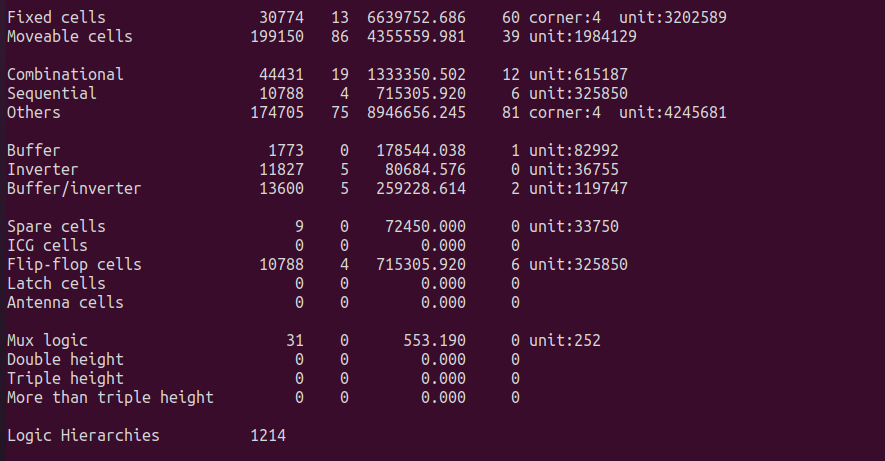 Fixed cells 30774 13 6639752.686 60 corner:4 unit:3202589
Moveable cells 199150 86 4355559.981 39 unit:1984129
Combinational 44431 19 1333350.502 12 unit:615187
Sequential 10788 4 715305.920 6 unit:325850
Others 174705 75 8946656.245 81 corner:4 unit:4245681
Buffer 1773 0 178544.038 1 unit:82992
Inverter 11827 5 80684.576 0 unit:36755
Buffer/inverter 13600 5 259228.614 2 unit:119747
Spare cells 9 0 72450.000 0 unit:33750
ICG cells 0 0 0.000 0
Flip-flop cells 10788 4 715305.920 6 unit:325850
Latch cells 0 0 0.000 0
Antenna cells 0 0 0.000 0
Mux logic 31 0 553.190 0 unit:252
Double height 0 0 0.000 0
Triple height 0 0 0.000 0
More than triple height 0 0 0.000 0
Logic Hierarchies 1214